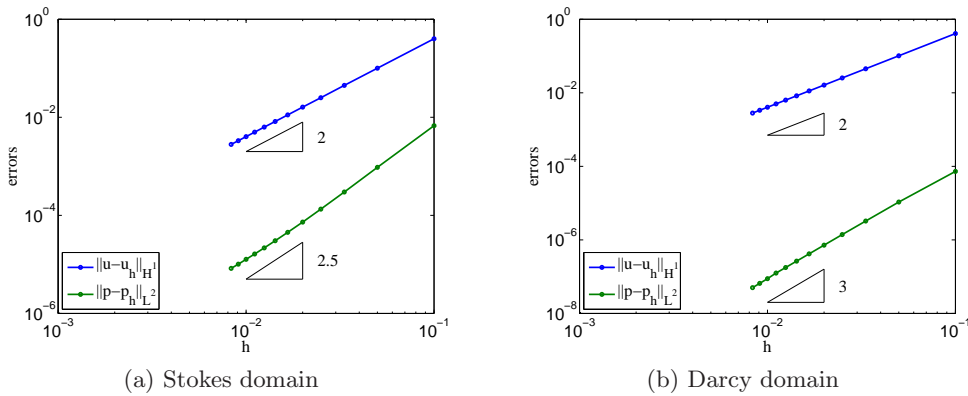 10^0
10^-2
10^-4
10^-6
errors
2
2.5
||u−u_h||_H^1
||p−p_h||_L^2
10^-3
10^-2
10^-1
h
(a) Stokes domain
10^0
10^-2
10^-4
10^-6
10^-8
errors
2
3
||u−u_h||_H^1
||p−p_h||_L^2
10^-3
10^-2
10^-1
h
(b) Darcy domain